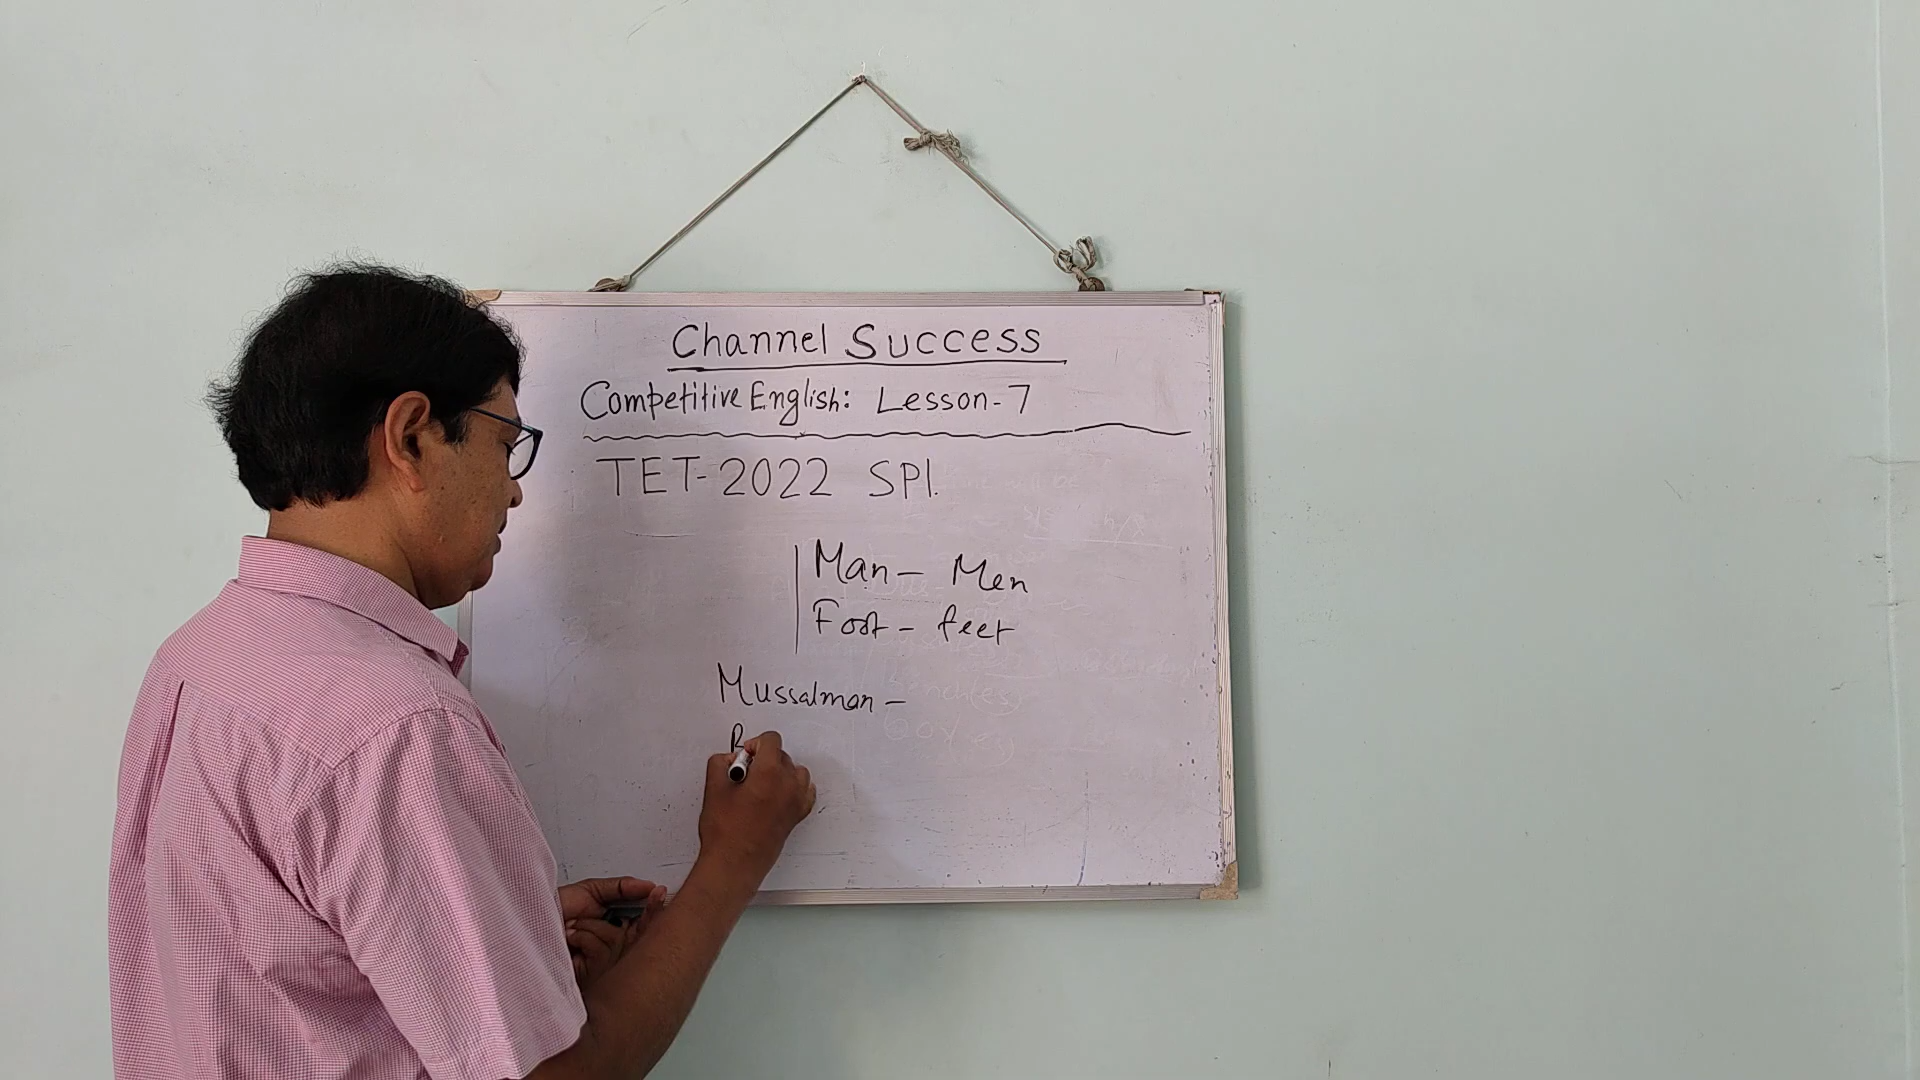 Channel Success
Competitive English: Lesson-7
TET-2022 SPl.
Man - Men
Foot - feet
Mussalman -
B